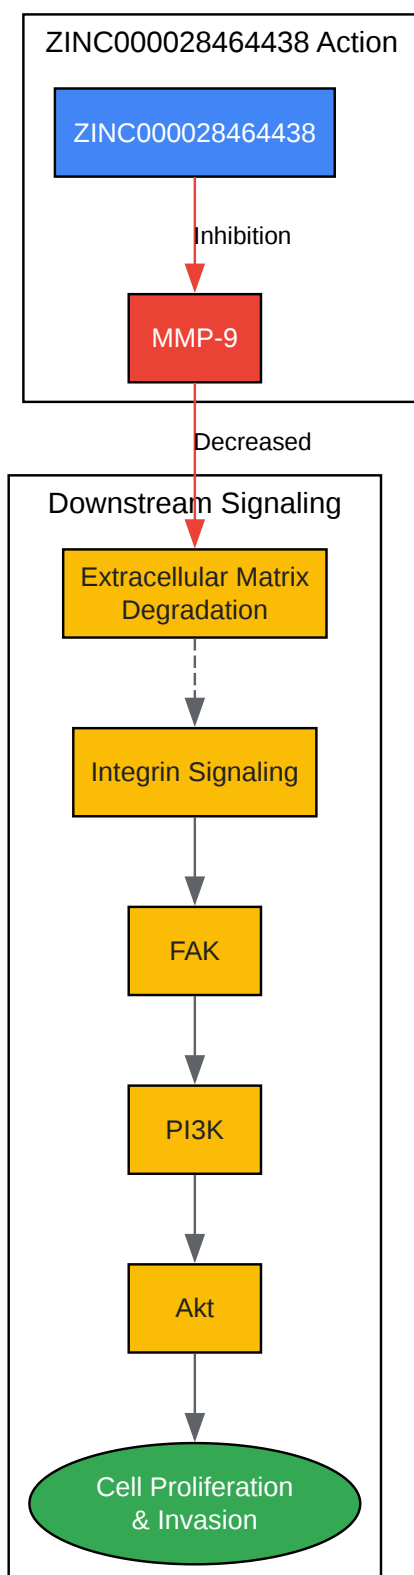 ZINC000028464438 Action
ZINC000028464438
Inhibition
MMP-9
Decreased
Downstream Signaling
Extracellular Matrix
Degradation
Integrin Signaling
FAK
PI3K
Akt
Cell Proliferation
& Invasion